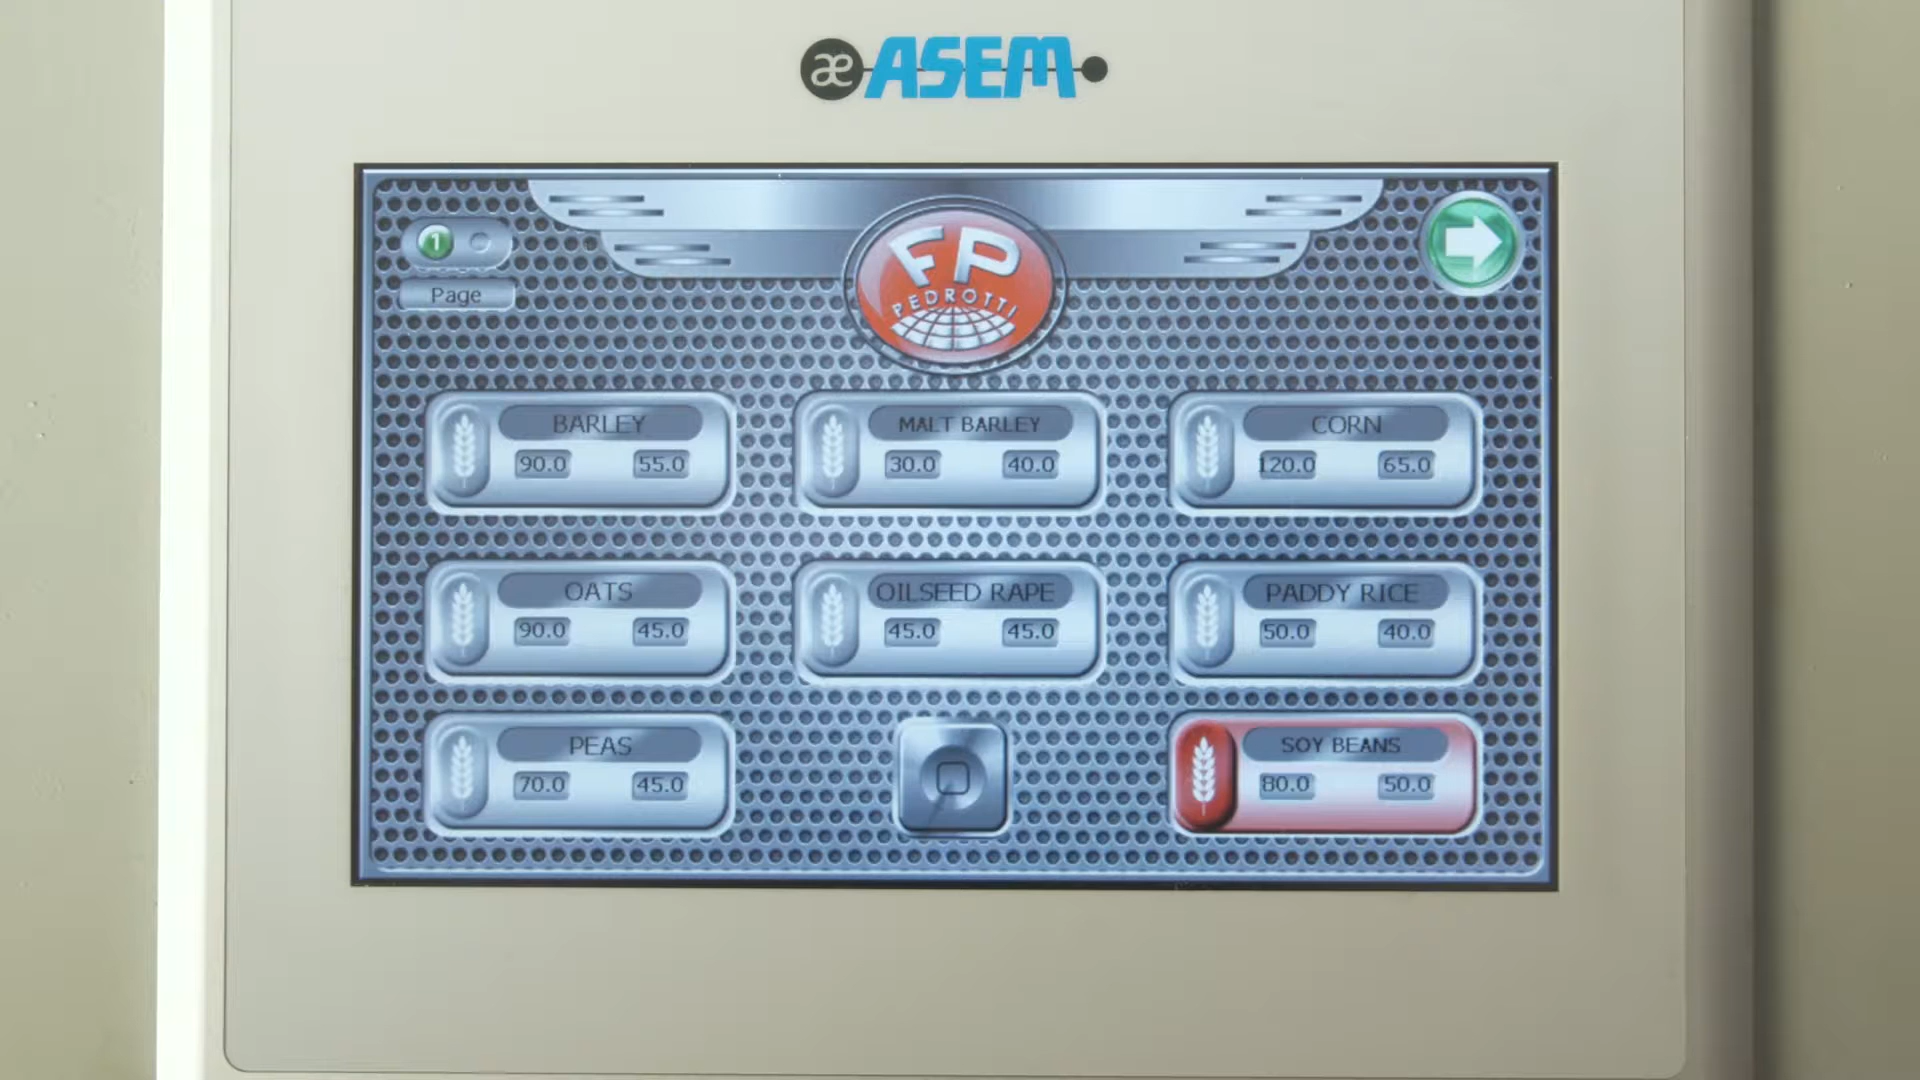 æ ASEM
1
Page
FP
PEDROTTI
BARLEY
90.0 55.0
MALT BARLEY
30.0 40.0
CORN
120.0 65.0
OATS
90.0 45.0
OILSEED RAPE
45.0 45.0
PADDY RICE
50.0 40.0
PEAS
70.0 45.0
SOY BEANS
80.0 50.0